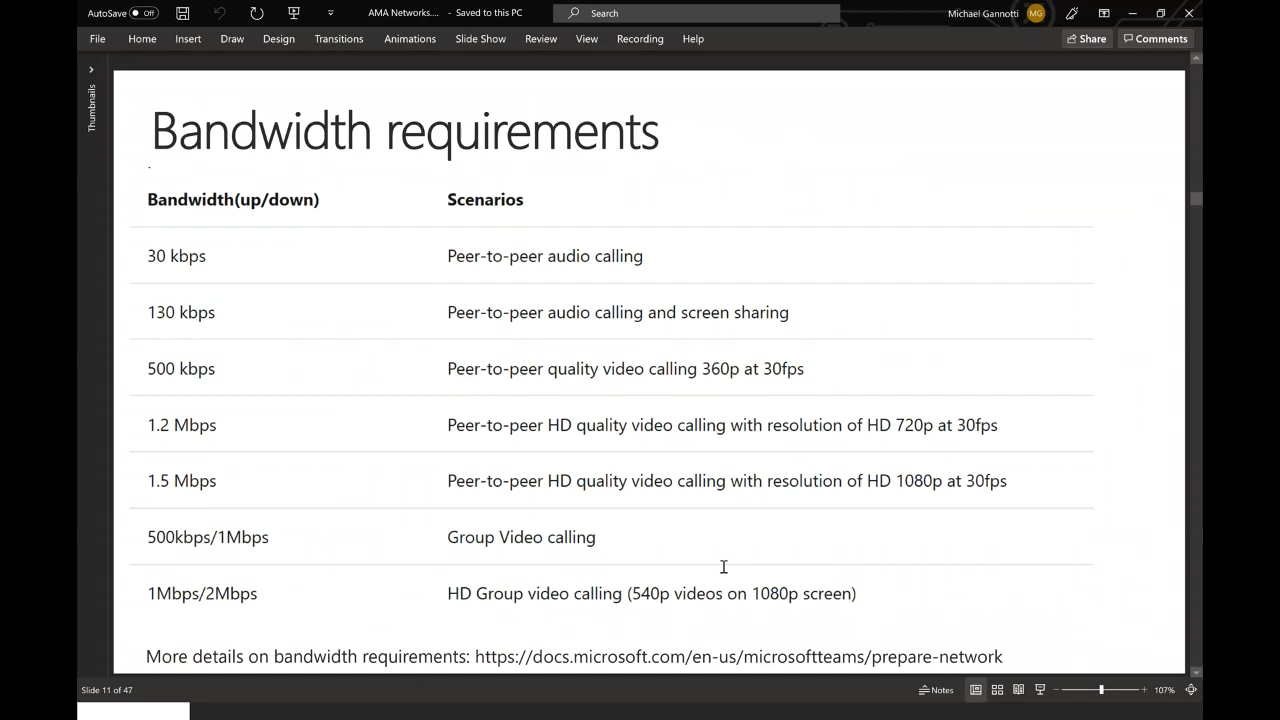 AutoSave Off AMA Networks.... - Saved to this PC Search Michael Gannotti MG
File Home Insert Draw Design Transitions Animations Slide Show Review View Recording Help Share Comments
Thumbnails
Bandwidth requirements
.
Bandwidth(up/down) Scenarios
30 kbps Peer-to-peer audio calling
130 kbps Peer-to-peer audio calling and screen sharing
500 kbps Peer-to-peer quality video calling 360p at 30fps
1.2 Mbps Peer-to-peer HD quality video calling with resolution of HD 720p at 30fps
1.5 Mbps Peer-to-peer HD quality video calling with resolution of HD 1080p at 30fps
500kbps/1Mbps Group Video calling
1Mbps/2Mbps HD Group video calling (540p videos on 1080p screen)
More details on bandwidth requirements: https://docs.microsoft.com/en-us/microsoftteams/prepare-network
Slide 11 of 47 Notes 107%